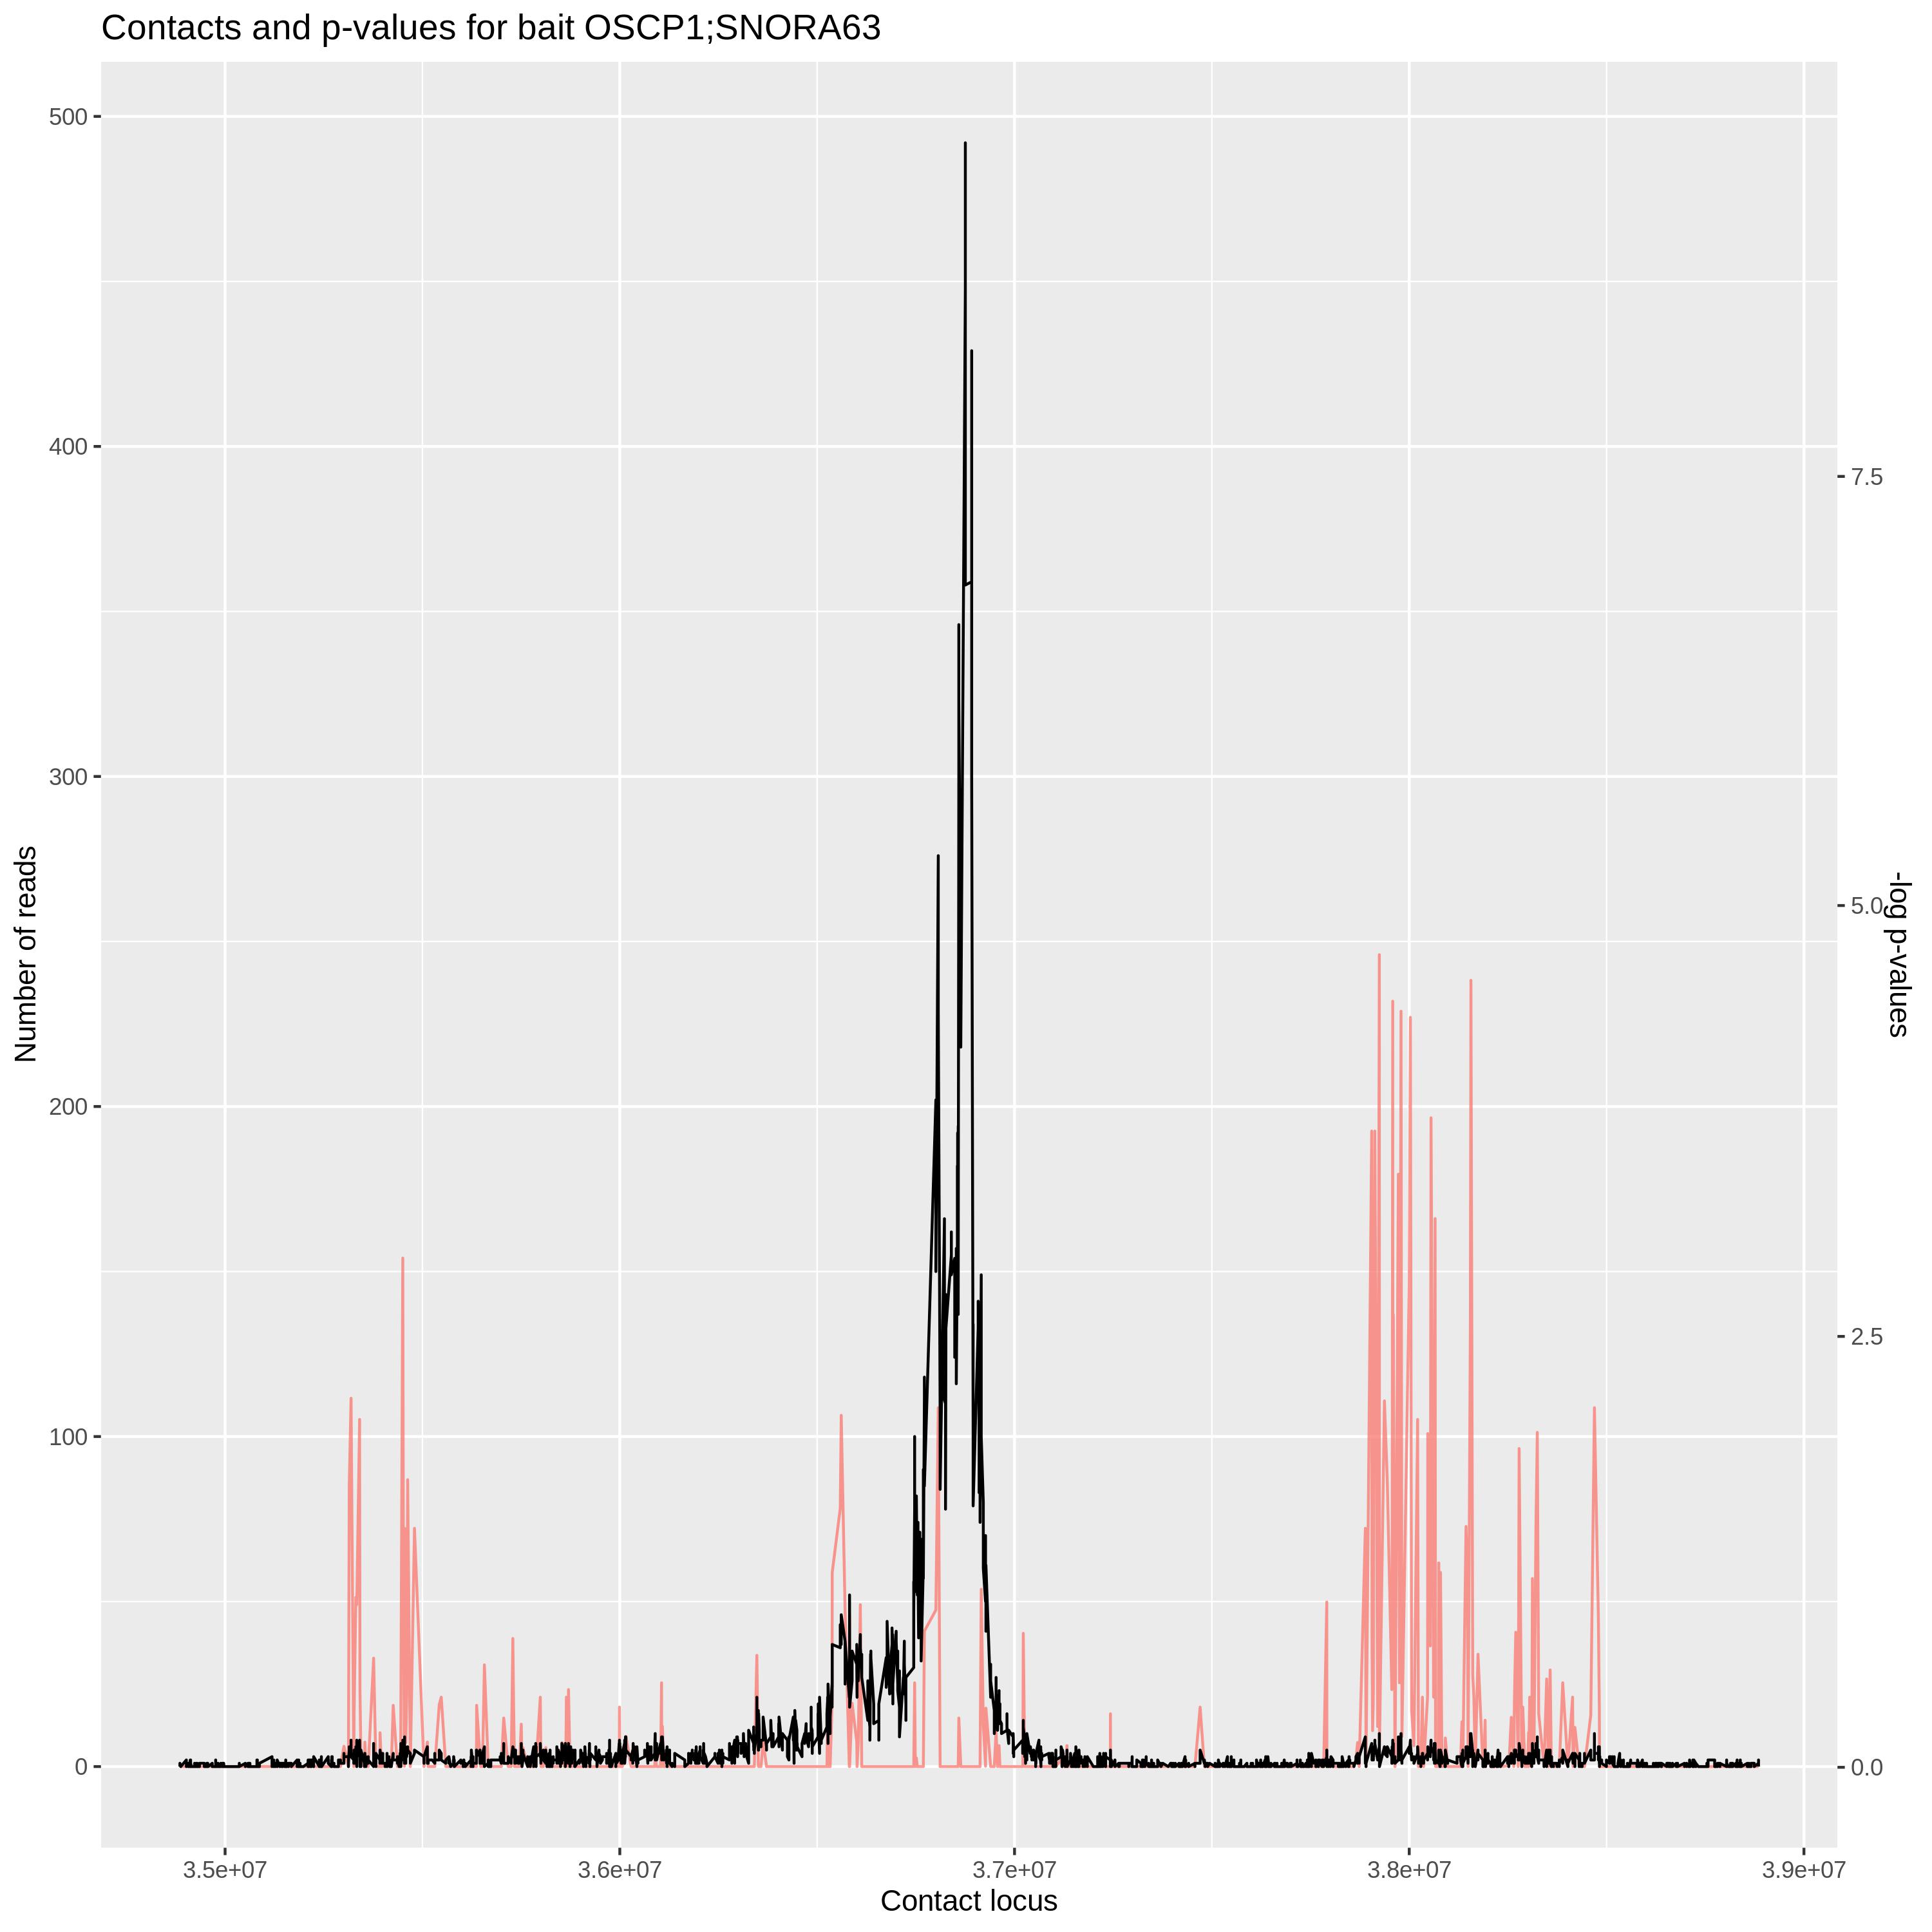 Contacts and p-values for bait OSCP1;SNORA63
500
400
300
200
100
0
Number of reads
7.5
5.0
2.5
0.0
-log p-values
3.5e+07 3.6e+07 3.7e+07 3.8e+07 3.9e+07
Contact locus